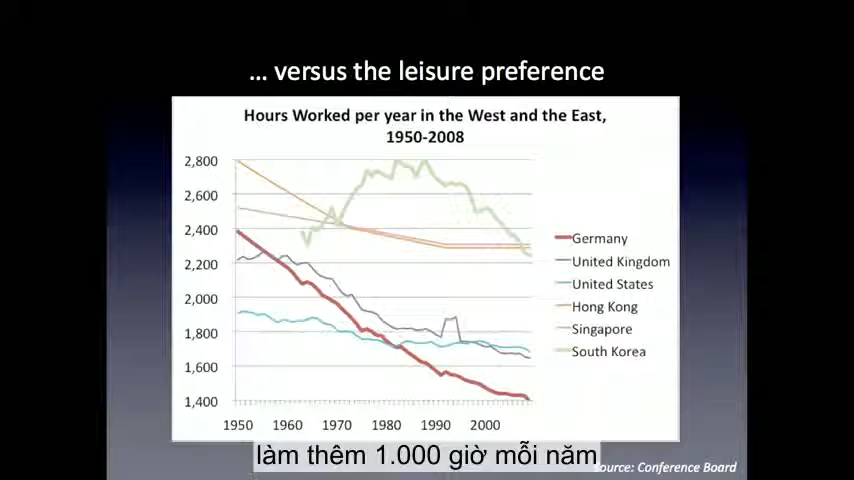 ... versus the leisure preference
Hours Worked per year in the West and the East,
1950-2008
2,800
2,600
2,400
2,200
2,000
1,800
1,600
1,400
1950 1960 1970 1980 1990 2000
Germany
United Kingdom
United States
Hong Kong
Singapore
South Korea
làm thêm 1.000 giờ mỗi năm
Source: Conference Board